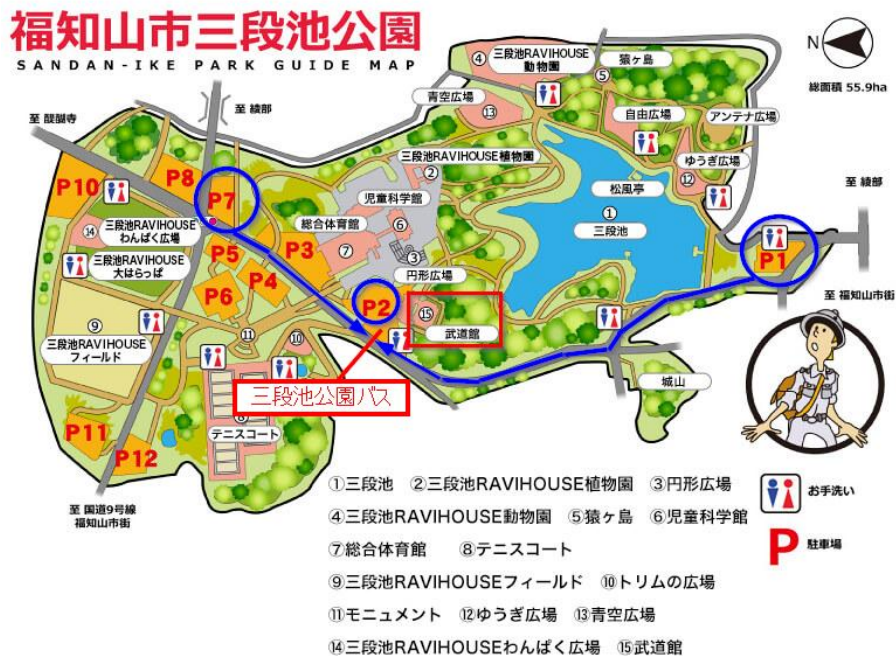 福知山市三段池公園
SANDAN-IKE PARK GUIDE MAP
N
総面積 55.9ha
④ 三段池RAVIHOUSE
動物園
猿ヶ島
⑤
青空広場
⑬
自由広場
アンテナ広場
至 綾部
至 醍醐寺
三段池RAVIHOUSE植物園
②
ゆうぎ広場
⑫
P10
P8
P7
児童科学館
⑥
松風亭
①
三段池
至 綾部
⑭ 三段池RAVIHOUSE
わんぱく広場
総合体育館
⑦
P5
P3
③
円形広場
P1
三段池RAVIHOUSE
大はらっぱ
P6
P4
P2
⑮
武道館
至 福知山市街
⑨
三段池RAVIHOUSE
フィールド
⑪
⑩
城山
三段池公園バス
⑧
テニスコート
P11
P12
至 国道9号線
福知山市街
①三段池 ②三段池RAVIHOUSE植物園 ③円形広場
④三段池RAVIHOUSE動物園 ⑤猿ヶ島 ⑥児童科学館
⑦総合体育館 ⑧テニスコート
⑨三段池RAVIHOUSEフィールド ⑩トリムの広場
⑪モニュメント ⑫ゆうぎ広場 ⑬青空広場
⑭三段池RAVIHOUSEわんぱく広場 ⑮武道館
お手洗い
P 駐車場